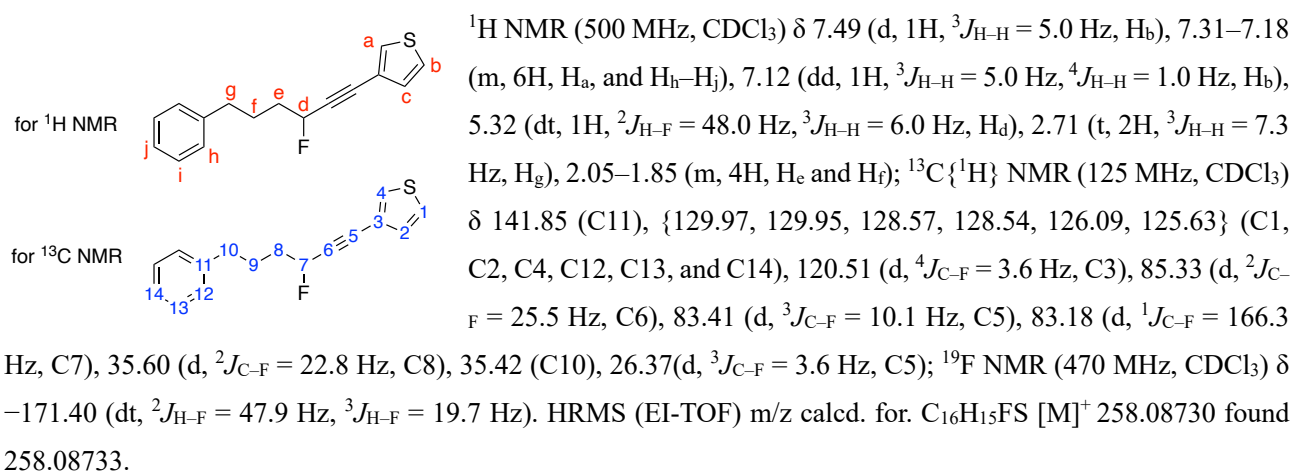 for ¹H NMR
g
f
e
d
a
S
b
c
F
j
h
i
for ¹³C NMR
4
S
3
1
2
5
6
7
8
9
10
11
12
13
14
F
¹H NMR (500 MHz, CDCl₃) δ 7.49 (d, 1H, ³J_H–H = 5.0 Hz, H_b), 7.31–7.18
(m, 6H, H_a, and H_h–H_j), 7.12 (dd, 1H, ³J_H–H = 5.0 Hz, ⁴J_H–H = 1.0 Hz, H_b),
5.32 (dt, 1H, ²J_H–F = 48.0 Hz, ³J_H–H = 6.0 Hz, H_d), 2.71 (t, 2H, ³J_H–H = 7.3
Hz, H_g), 2.05–1.85 (m, 4H, H_e and H_f); ¹³C{¹H} NMR (125 MHz, CDCl₃)
δ 141.85 (C11), {129.97, 129.95, 128.57, 128.54, 126.09, 125.63} (C1,
C2, C4, C12, C13, and C14), 120.51 (d, ⁴J_C–F = 3.6 Hz, C3), 85.33 (d, ²J_C–
F = 25.5 Hz, C6), 83.41 (d, ³J_C–F = 10.1 Hz, C5), 83.18 (d, ¹J_C–F = 166.3
Hz, C7), 35.60 (d, ²J_C–F = 22.8 Hz, C8), 35.42 (C10), 26.37(d, ³J_C–F = 3.6 Hz, C5); ¹⁹F NMR (470 MHz, CDCl₃) δ
−171.40 (dt, ²J_H–F = 47.9 Hz, ³J_H–F = 19.7 Hz). HRMS (EI-TOF) m/z calcd. for. C₁₆H₁₅FS [M]⁺ 258.08730 found
258.08733.